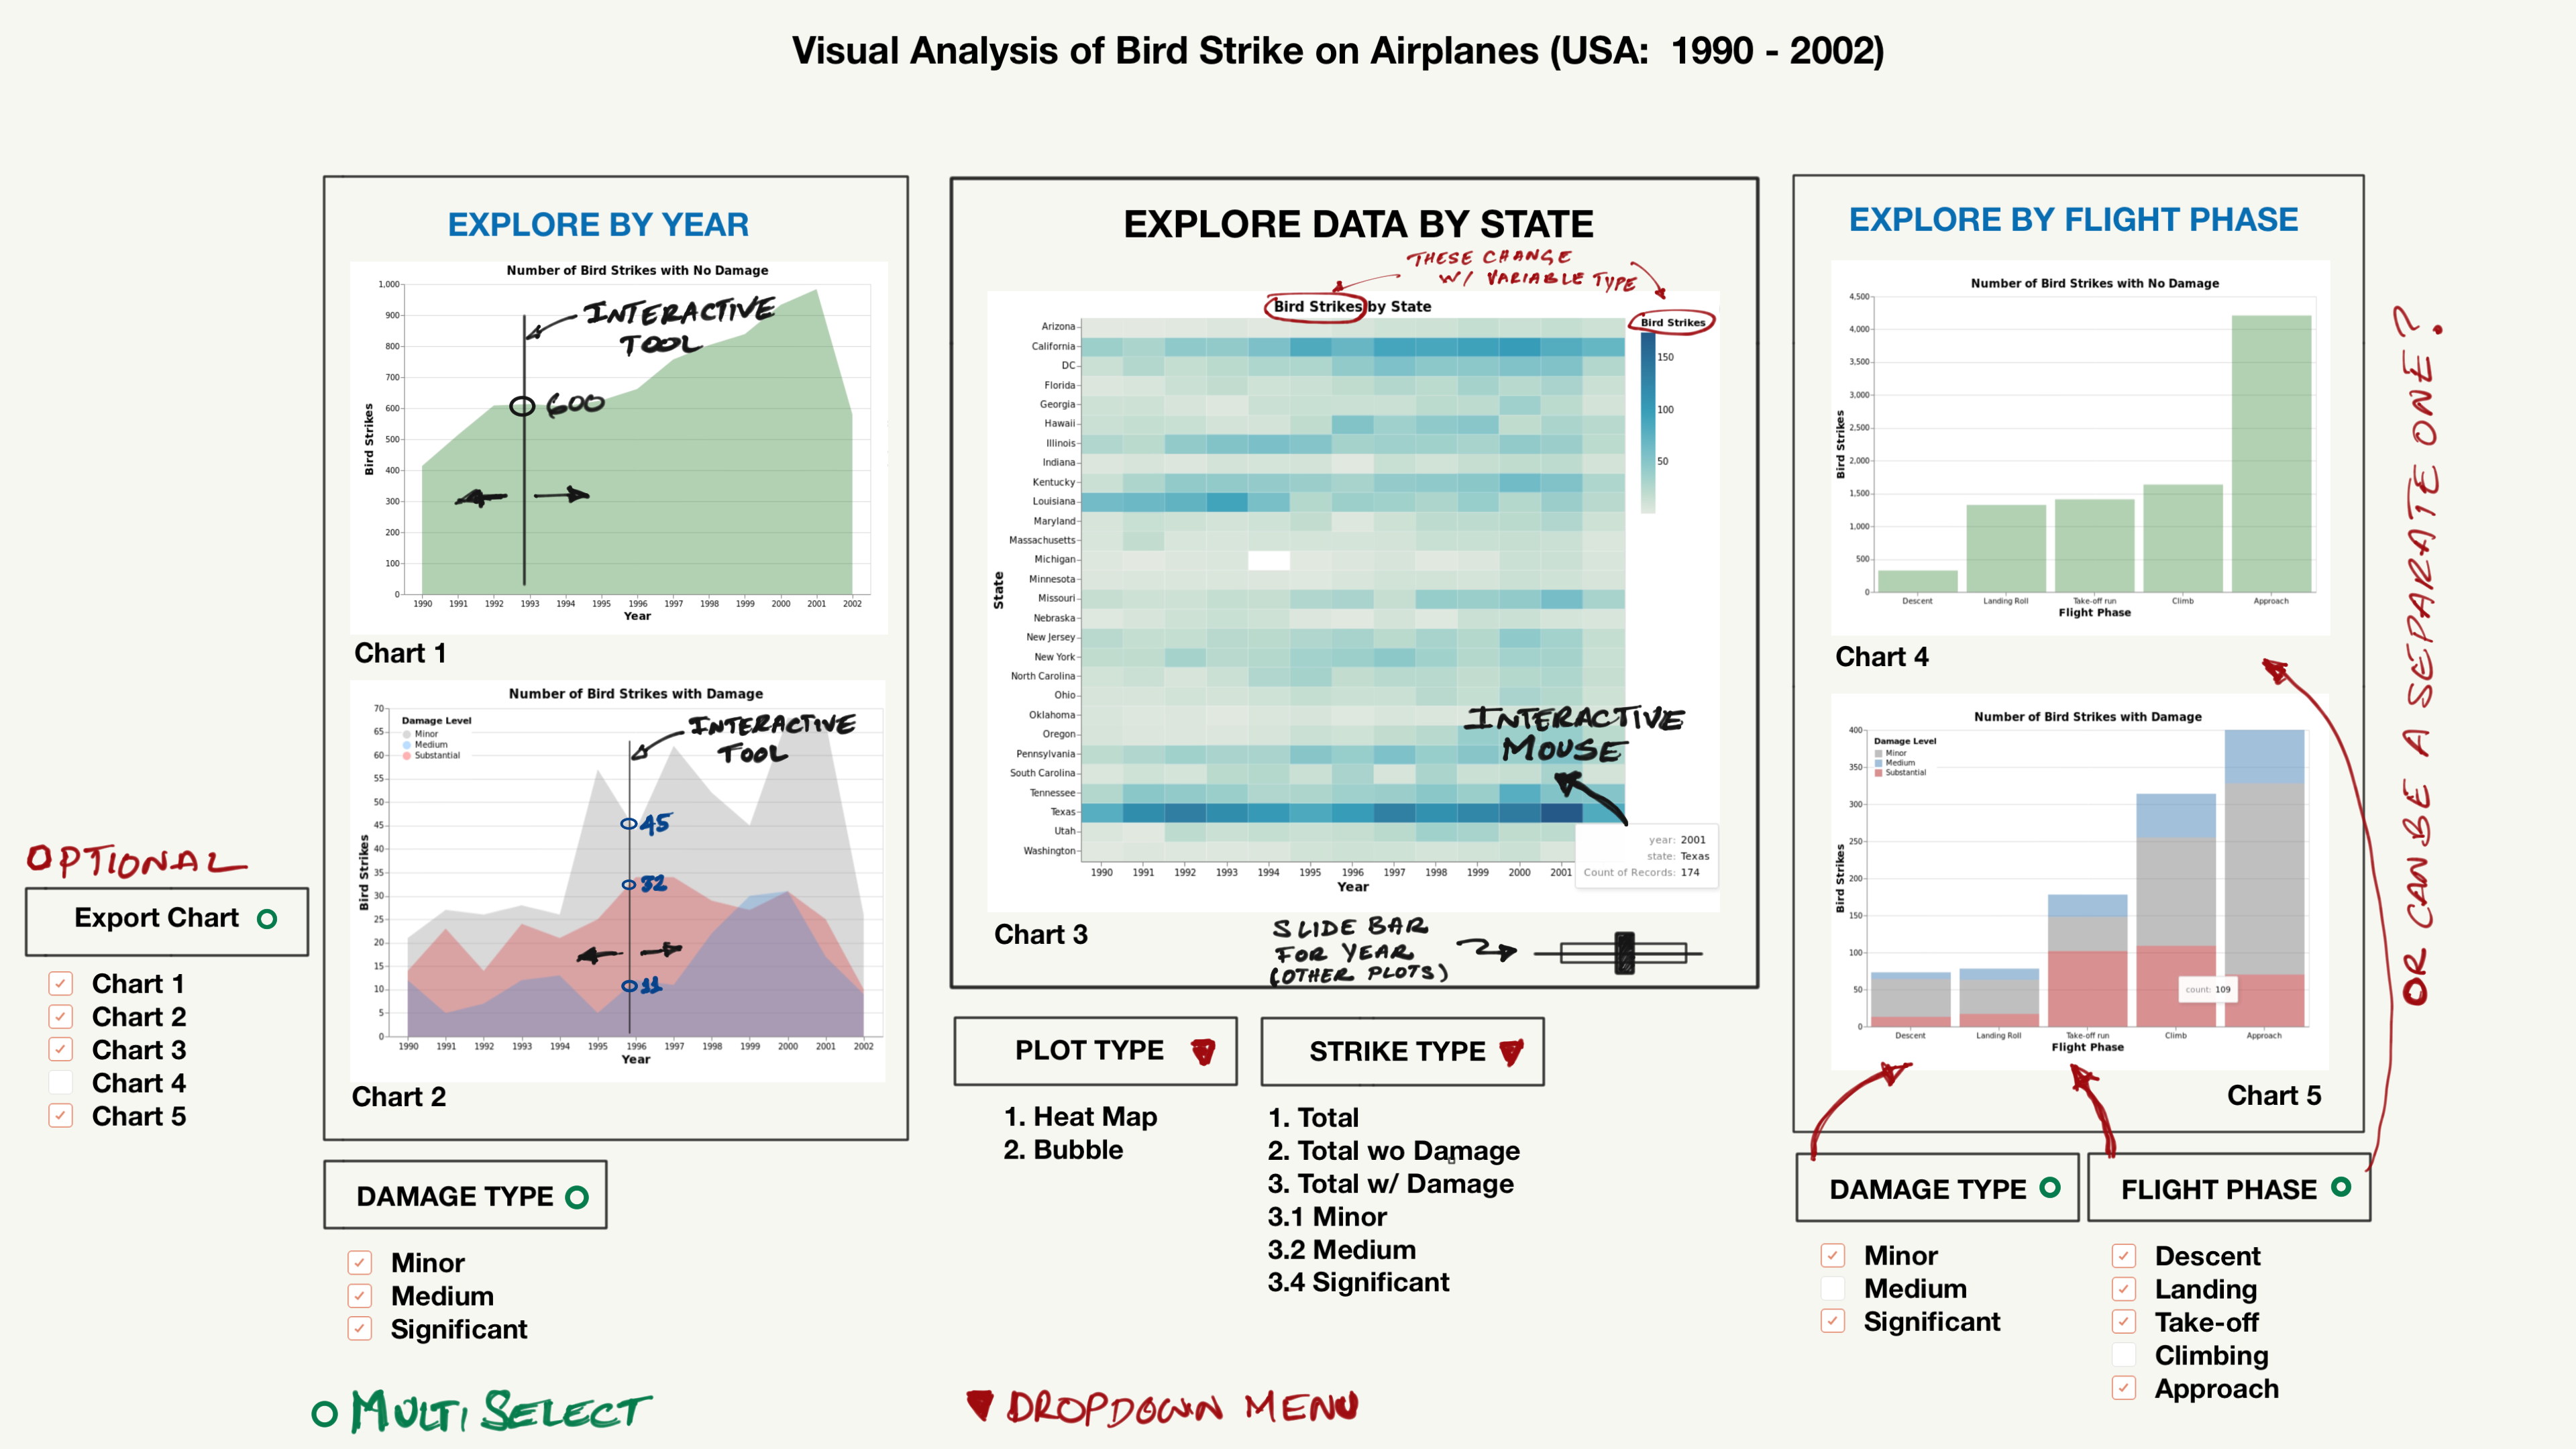 Visual Analysis of Bird Strike on Airplanes (USA: 1990 - 2002)
EXPLORE BY YEAR
Number of Bird Strikes with No Damage
INTERACTIVE
TOOL
600
Bird Strikes
1,000
900
800
700
600
500
400
300
200
100
0
1990 1991 1992 1993 1994 1995 1996 1997 1998 1999 2000 2001 2002
Year
Chart 1
Number of Bird Strikes with Damage
Damage Level
Minor
Medium
Substantial
INTERACTIVE
TOOL
45
32
11
Bird Strikes
70
65
60
55
50
45
40
35
30
25
20
15
10
5
0
1990 1991 1992 1993 1994 1995 1996 1997 1998 1999 2000 2001 2002
Year
Chart 2
OPTIONAL
Export Chart
Chart 1
Chart 2
Chart 3
Chart 4
Chart 5
DAMAGE TYPE
Minor
Medium
Significant
MULTI SELECT
EXPLORE DATA BY STATE
THESE CHANGE
W/ VARIABLE TYPE
Bird Strikes by State
Bird Strikes
150
100
50
State
Arizona
California
DC
Florida
Georgia
Hawaii
Illinois
Indiana
Kentucky
Louisiana
Maryland
Massachusetts
Michigan
Minnesota
Missouri
Nebraska
New Jersey
New York
North Carolina
Ohio
Oklahoma
Oregon
Pennsylvania
South Carolina
Tennessee
Texas
Utah
Washington
1990 1991 1992 1993 1994 1995 1996 1997 1998 1999 2000 2001
Year
INTERACTIVE
MOUSE
year: 2001
state: Texas
Count of Records: 174
Chart 3
SLIDE BAR
FOR YEAR
(OTHER PLOTS)
PLOT TYPE
1. Heat Map
2. Bubble
STRIKE TYPE
1. Total
2. Total wo Damage
3. Total w/ Damage
3.1 Minor
3.2 Medium
3.4 Significant
DROPDOWN MENU
EXPLORE BY FLIGHT PHASE
Number of Bird Strikes with No Damage
Bird Strikes
4,500
4,000
3,500
3,000
2,500
2,000
1,500
1,000
500
0
Descent Landing Roll Take-off run Climb Approach
Flight Phase
Chart 4
Number of Bird Strikes with Damage
Damage Level
Minor
Medium
Substantial
Bird Strikes
400
350
300
250
200
150
100
50
0
count: 109
Descent Landing Roll Take-off run Climb Approach
Flight Phase
Chart 5
DAMAGE TYPE
Minor
Medium
Significant
FLIGHT PHASE
Descent
Landing
Take-off
Climbing
Approach
OR CAN BE A SEPARATE ONE?